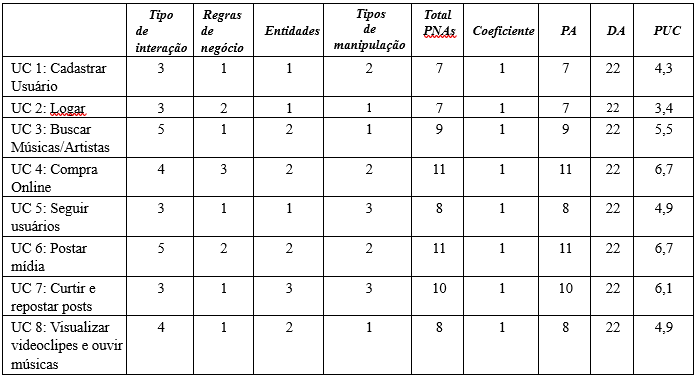 Tipo de interação Regras de negócio Entidades Tipos de manipulação Total PNAs Coeficiente PA DA PUC
UC 1: Cadastrar Usuário 3 1 1 2 7 1 7 22 4,3
UC 2: Logar 3 2 1 1 7 1 7 22 3,4
UC 3: Buscar Músicas/Artistas 5 1 2 1 9 1 9 22 5,5
UC 4: Compra Online 4 3 2 2 11 1 11 22 6,7
UC 5: Seguir usuários 3 1 1 3 8 1 8 22 4,9
UC 6: Postar mídia 5 2 2 2 11 1 11 22 6,7
UC 7: Curtir e repostar posts 3 1 3 3 10 1 10 22 6,1
UC 8: Visualizar videoclipes e ouvir músicas 4 1 2 1 8 1 8 22 4,9